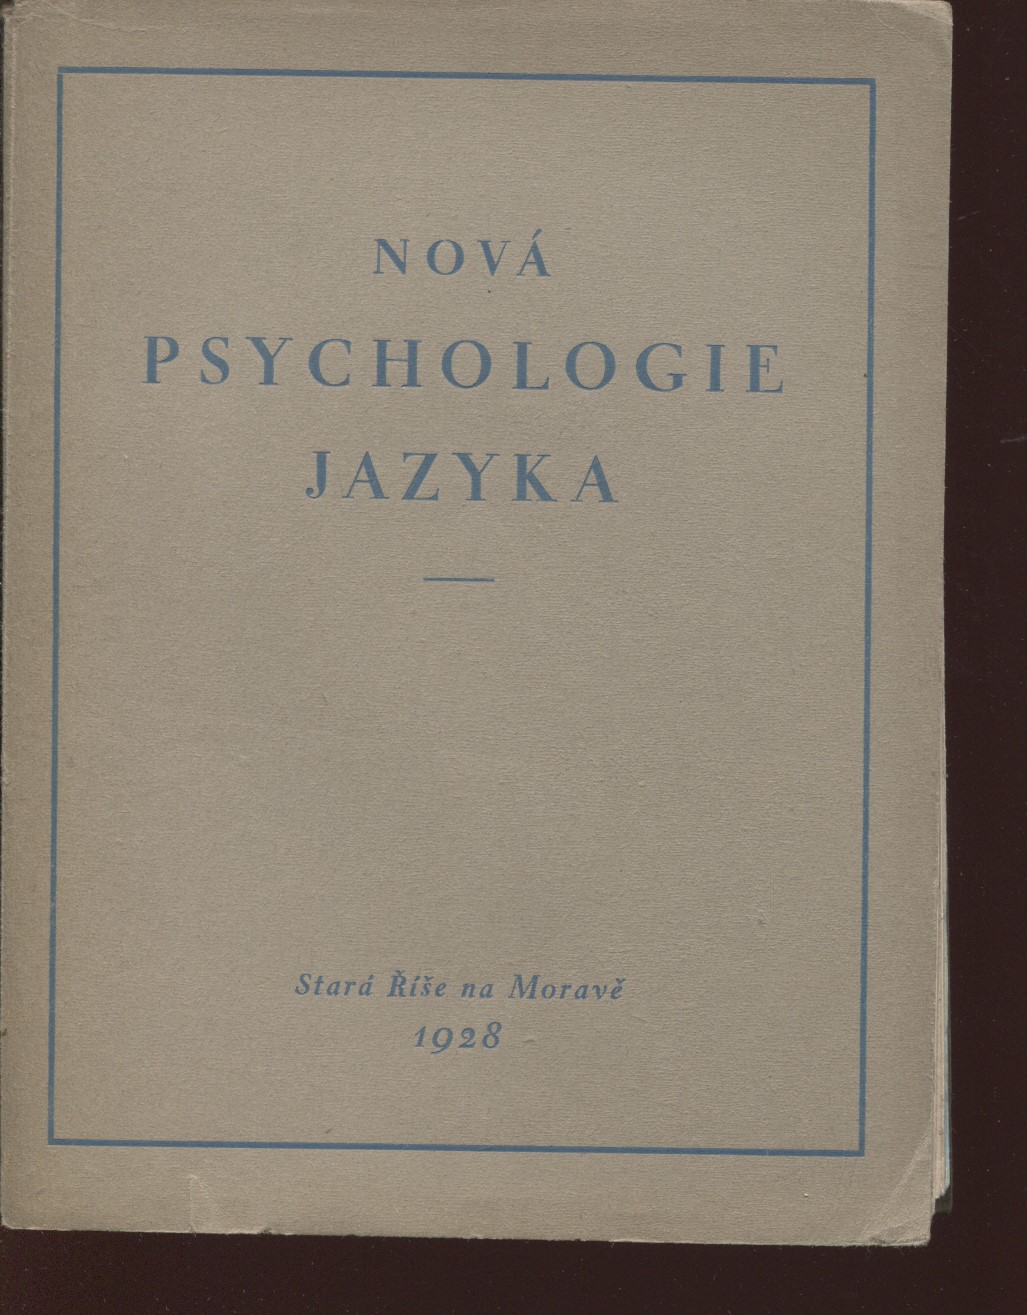 NOVÁ
PSYCHOLOGIE
JAZYKA
Stará Říše na Moravě
1928